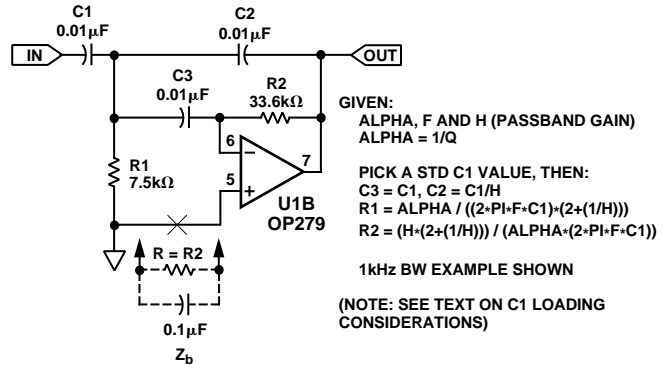 C1
0.01µF
C2
0.01µF
IN
OUT
C3
0.01µF
R2
33.6kΩ
R1
7.5kΩ
6
7
5
U1B
OP279
R = R2
0.1µF
Zb
GIVEN:
ALPHA, F AND H (PASSBAND GAIN)
ALPHA = 1/Q
PICK A STD C1 VALUE, THEN:
C3 = C1, C2 = C1/H
R1 = ALPHA / ((2*PI*F*C1)*(2+(1/H)))
R2 = (H*(2+(1/H))) / (ALPHA*(2*PI*F*C1))
1kHz BW EXAMPLE SHOWN
(NOTE: SEE TEXT ON C1 LOADING
CONSIDERATIONS)